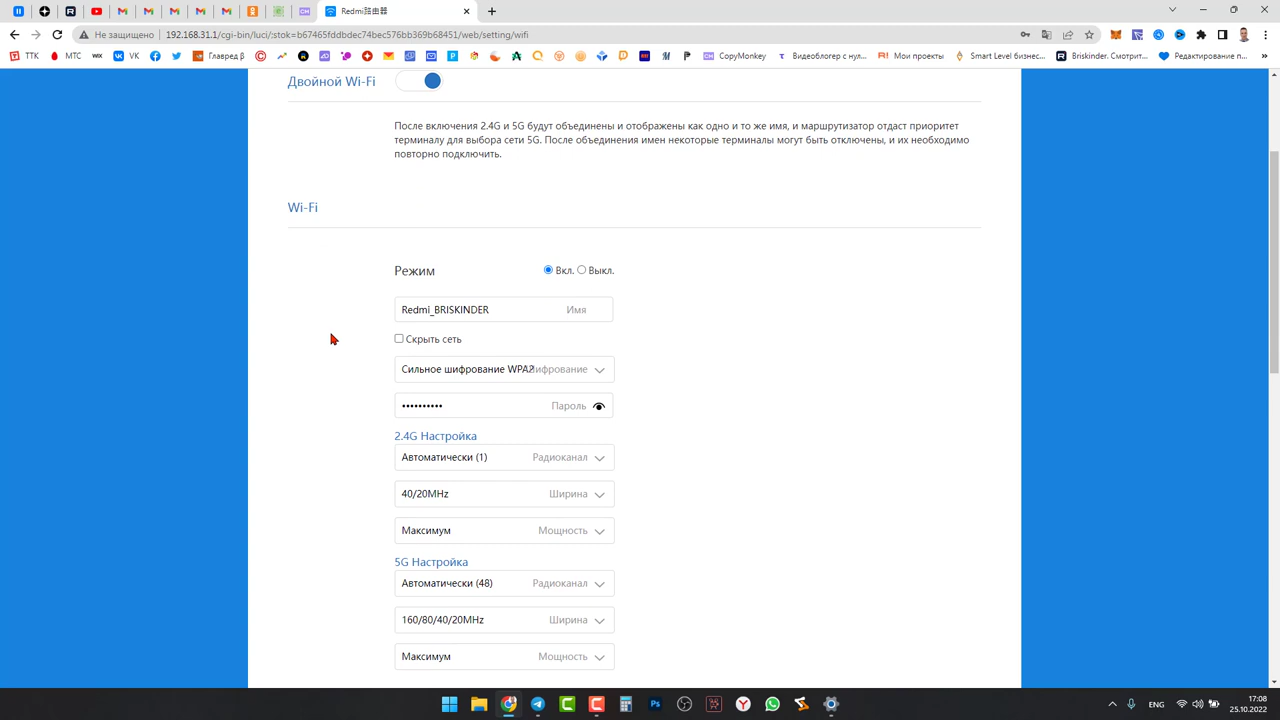 Redmi路由器
Не защищено
192.168.31.1/cgi-bin/luci/;stok=b67465fddbdec74bec576bb369b68451/web/setting/wifi
ТТК
МТС
VK
Главред β
CopyMonkey
Видеоблогер с нул...
Мои проекты
Smart Level бизнес...
Briskinder. Смотрит...
Редактирование п...
Двойной Wi-Fi
После включения 2.4G и 5G будут объединены и отображены как одно и то же имя, и маршрутизатор отдаст приоритет
терминалу для выбора сети 5G. После объединения имен некоторые терминалы могут быть отключены, и их необходимо
повторно подключить.
Wi-Fi
Режим Вкл. Выкл.
Redmi_BRISKINDER Имя
Скрыть сеть
Сильное шифрование WPA2
•••••••••• Пароль
2.4G Настройка
Автоматически (1) Радиоканал
40/20MHz Ширина
Максимум Мощность
5G Настройка
Автоматически (48) Радиоканал
160/80/40/20MHz Ширина
Максимум Мощность
ENG
17:08
25.10.2022